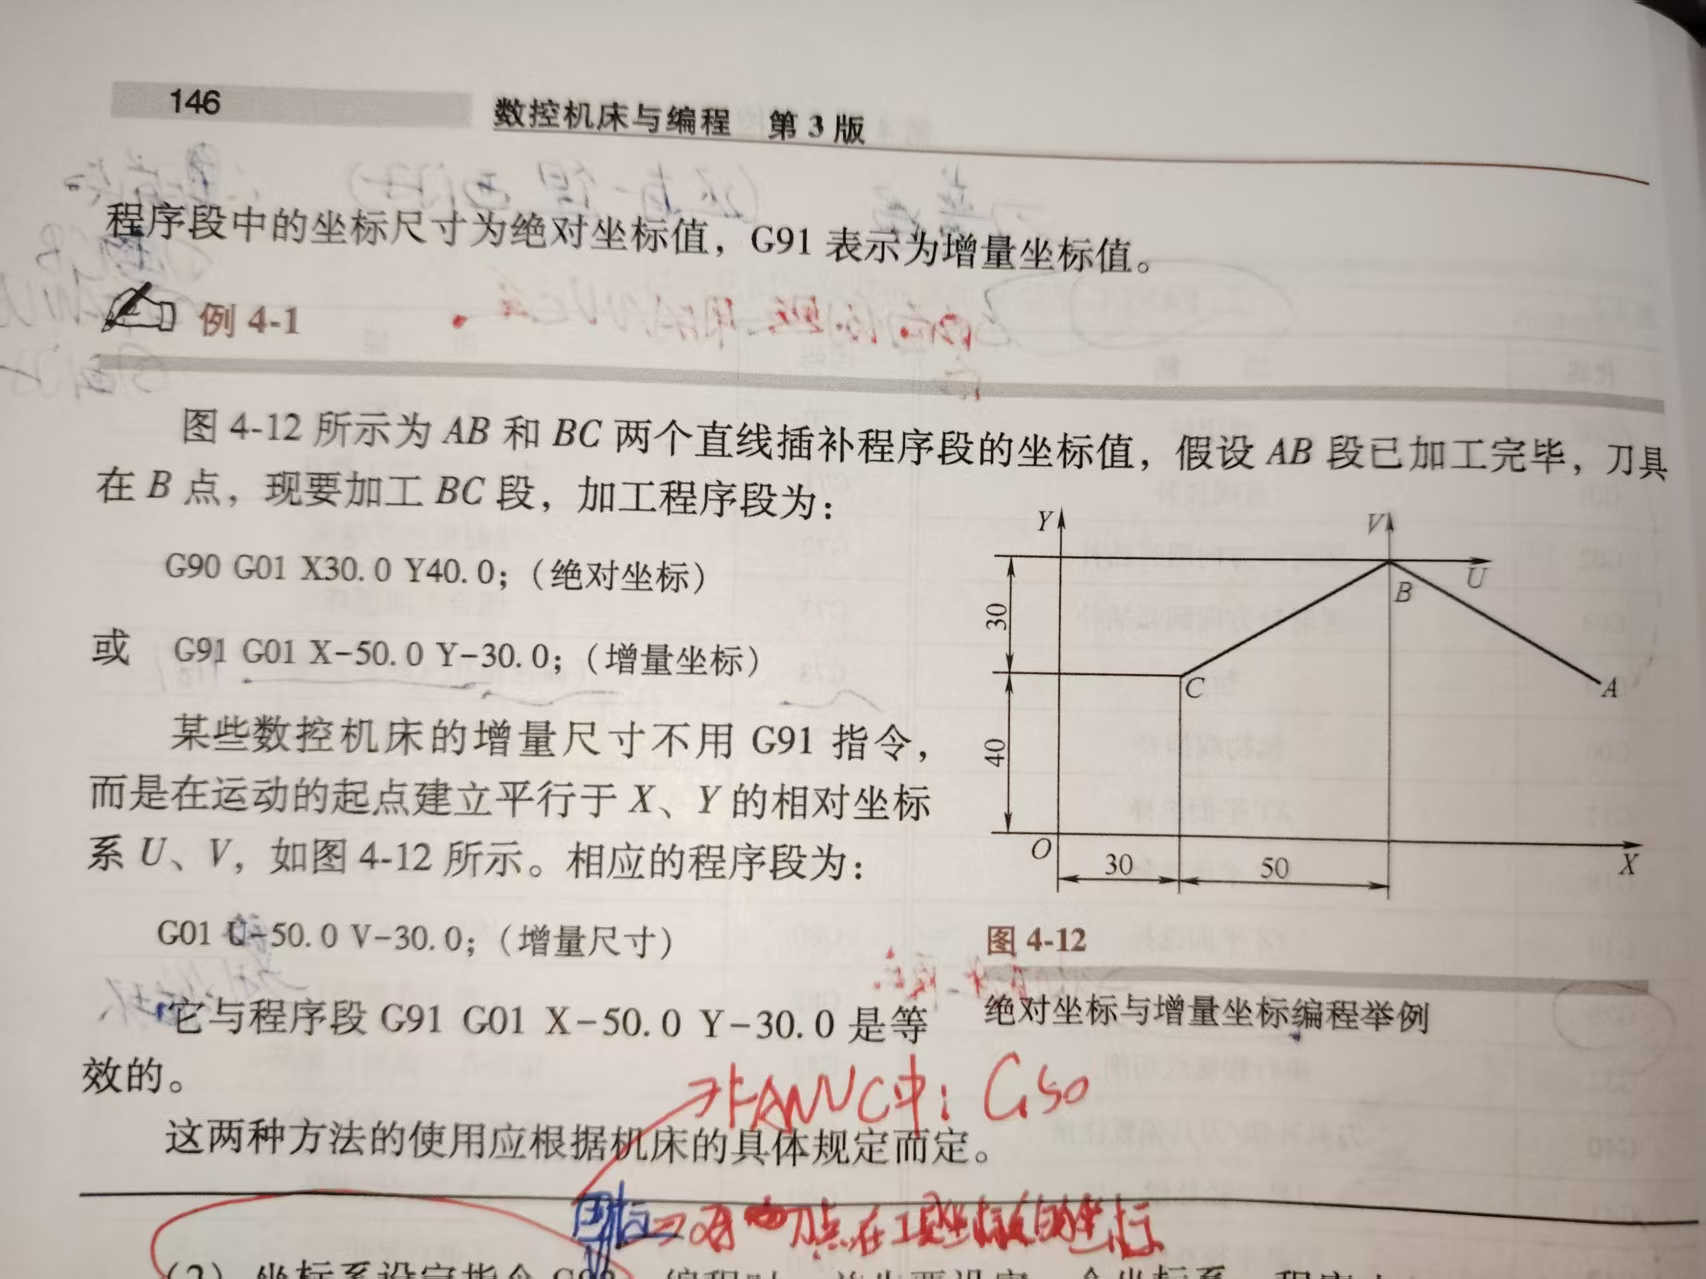 146
数控机床与编程 第3版
程序段中的坐标尺寸为绝对坐标值，G91 表示为增量坐标值。
例 4-1
图 4-12 所示为 AB 和 BC 两个直线插补程序段的坐标值，假设 AB 段已加工完毕，刀具
在 B 点，现要加工 BC 段，加工程序段为：
G90 G01 X30.0 Y40.0；（绝对坐标）
或 G91 G01 X-50.0 Y-30.0；（增量坐标）
某些数控机床的增量尺寸不用 G91 指令，
而是在运动的起点建立平行于 X、Y 的相对坐标
系 U、V，如图 4-12 所示。相应的程序段为：
G01 U-50.0 V-30.0；（增量尺寸）
它与程序段 G91 G01 X-50.0 Y-30.0 是等
效的。
这两种方法的使用应根据机床的具体规定而定。
Y
V
U
B
30
C
A
40
O
30
50
X
图 4-12
绝对坐标与增量坐标编程举例
FANUC中：G50
刀点在工具坐标系的坐标
（2）坐标系设定指令 G92